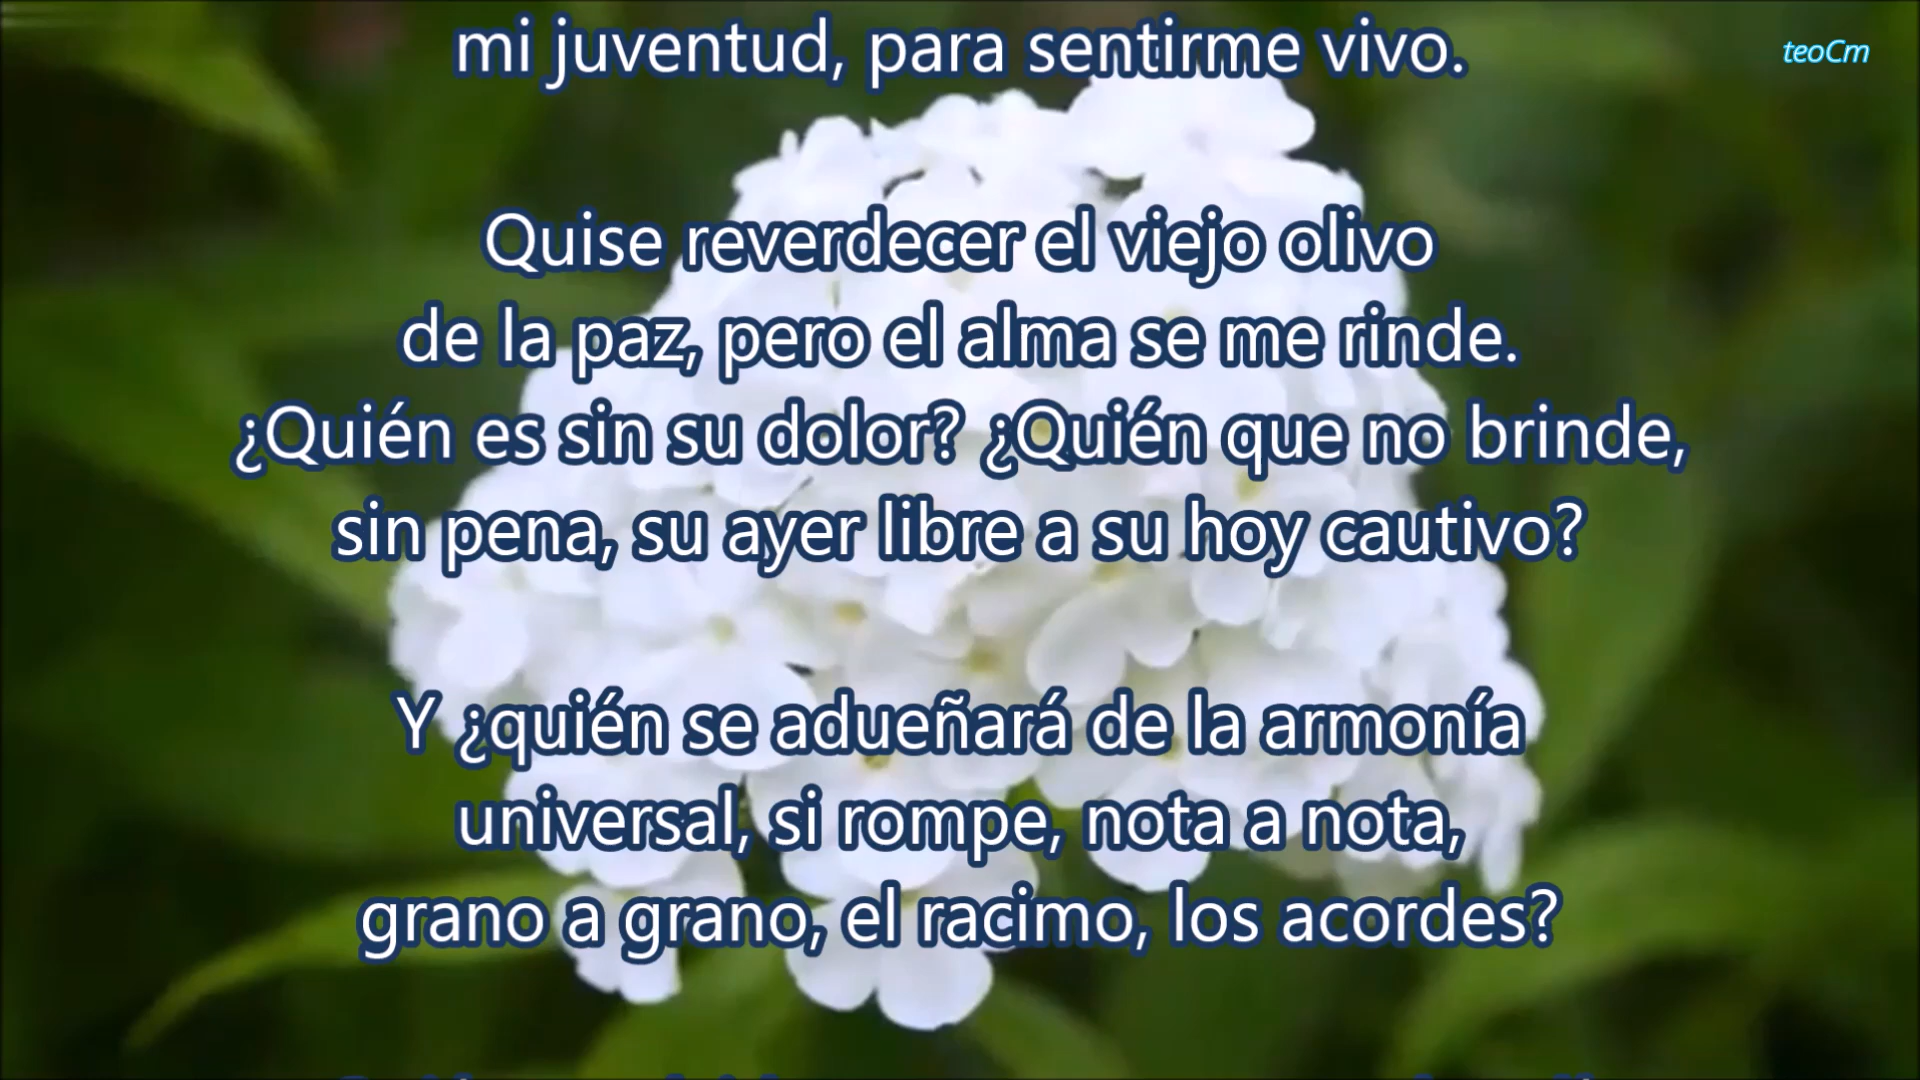 mi juventud, para sentirme vivo.
teoCm
Quise reverdecer el viejo olivo
de la paz, pero el alma se me rinde.
¿Quién es sin su dolor? ¿Quién que no brinde,
sin pena, su ayer libre a su hoy cautivo?
Y ¿quién se adueñará de la armonía
universal, si rompe, nota a nota,
grano a grano, el racimo, los acordes?